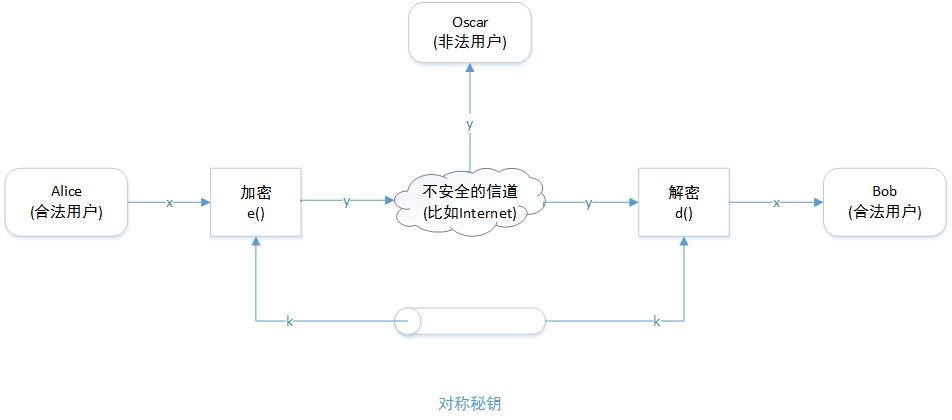 Oscar
(非法用户)
y
Alice
(合法用户)
x
加密
e()
y
不安全的信道
(比如Internet)
y
解密
d()
x
Bob
(合法用户)
k
k
对称秘钥